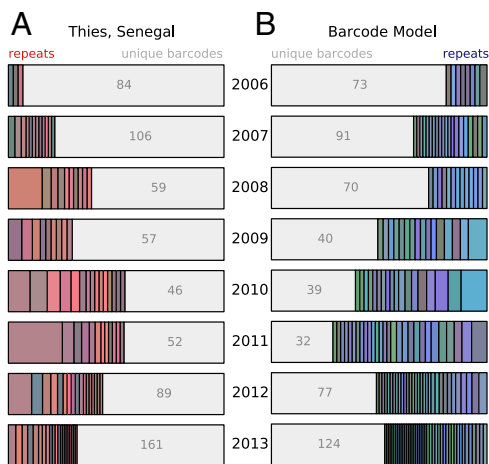 A Thies, Senegal B Barcode Model
repeats unique barcodes unique barcodes repeats
84 2006 73
106 2007 91
59 2008 70
57 2009 40
46 2010 39
52 2011 32
89 2012 77
161 2013 124